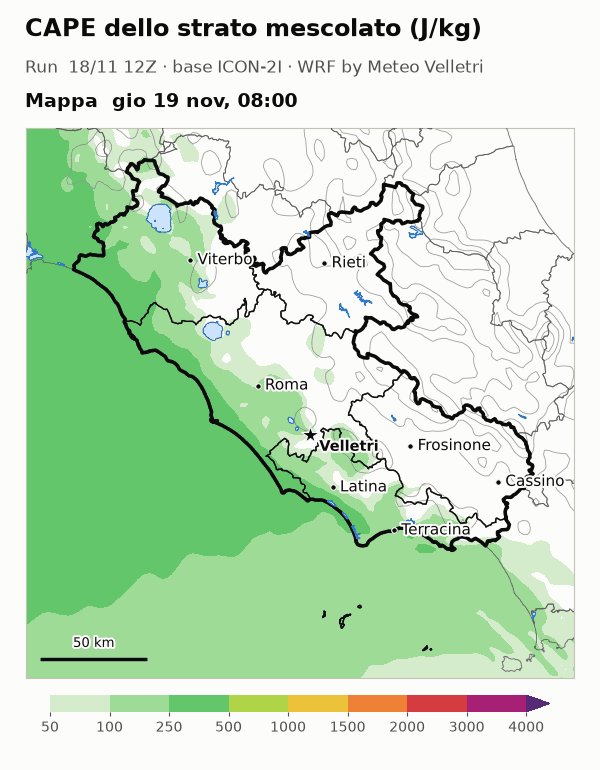 CAPE dello strato mescolato (J/kg)
Run  18/11 12Z · base ICON-2I · WRF by Meteo Velletri
Mappa  gio 19 nov, 08:00
Viterbo
Rieti
Roma
Velletri
Frosinone
Cassino
Latina
Terracina
50 km
50 100 250 500 1000 1500 2000 3000 4000